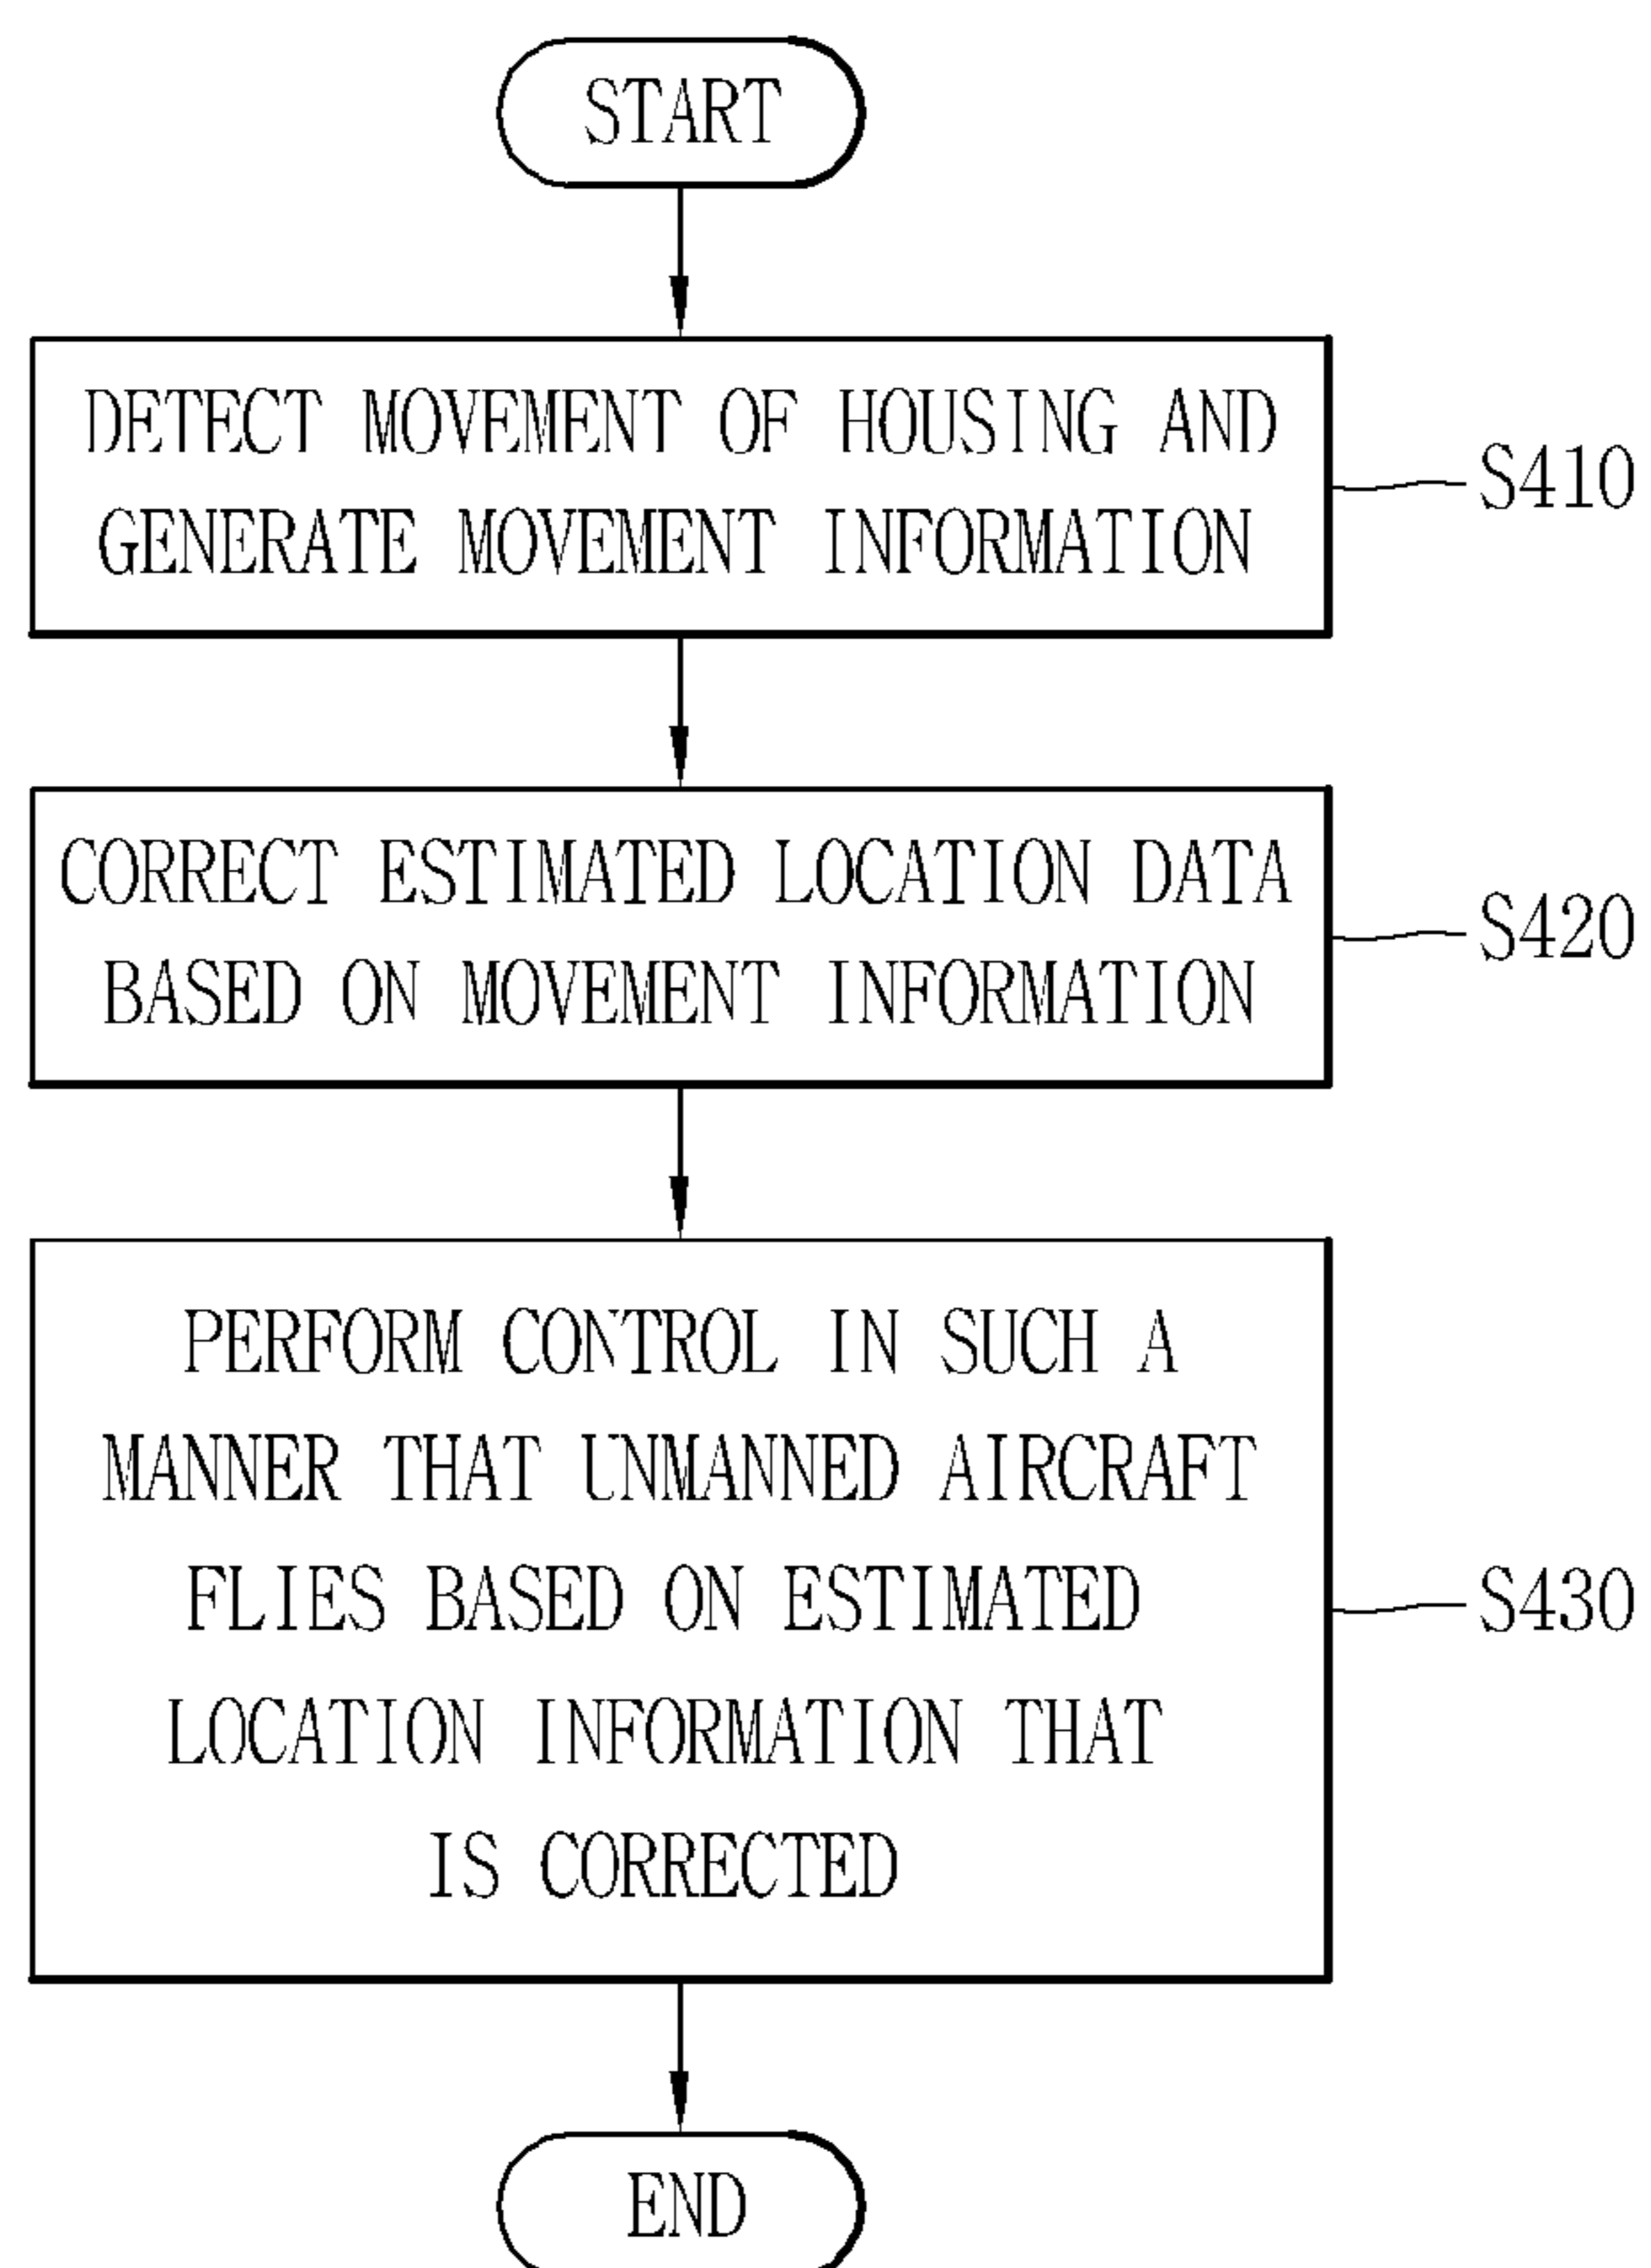 START
DETECT MOVEMENT OF HOUSING AND
GENERATE MOVEMENT INFORMATION
S410
CORRECT ESTIMATED LOCATION DATA
BASED ON MOVEMENT INFORMATION
S420
PERFORM CONTROL IN SUCH A
MANNER THAT UNMANNED AIRCRAFT
FLIES BASED ON ESTIMATED
LOCATION INFORMATION THAT
IS CORRECTED
S430
END